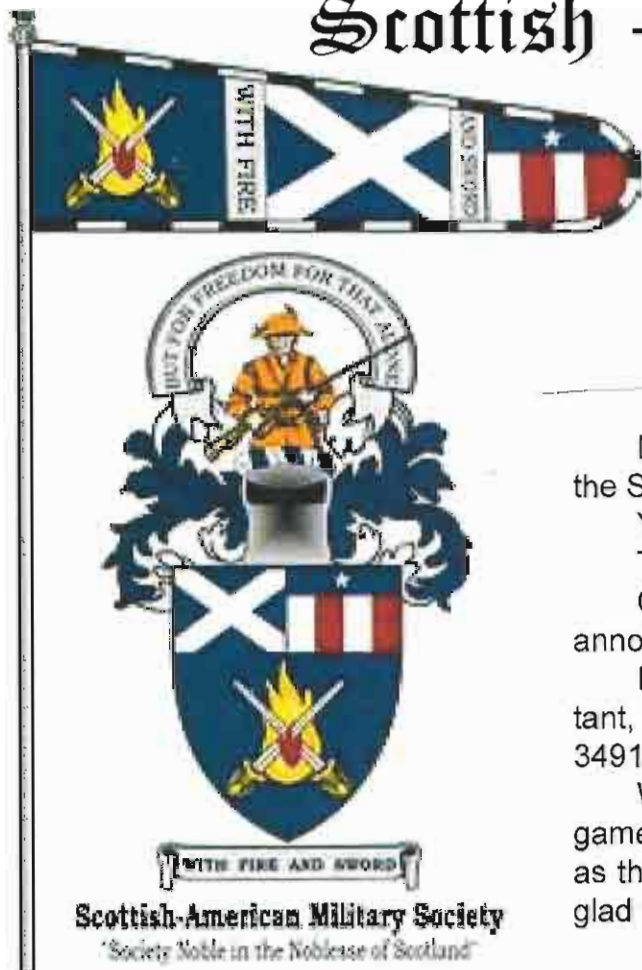 Scottish -
WITH FIRE
AND SWORD
BUT FOR FREEDOM FOR THAT ALONE
the S
anno
tant,
3491
game
as th
glad
WITH FIRE AND SWORD
Scottish-American Military Society
"Society Noble in the Noblesse of Scotland"